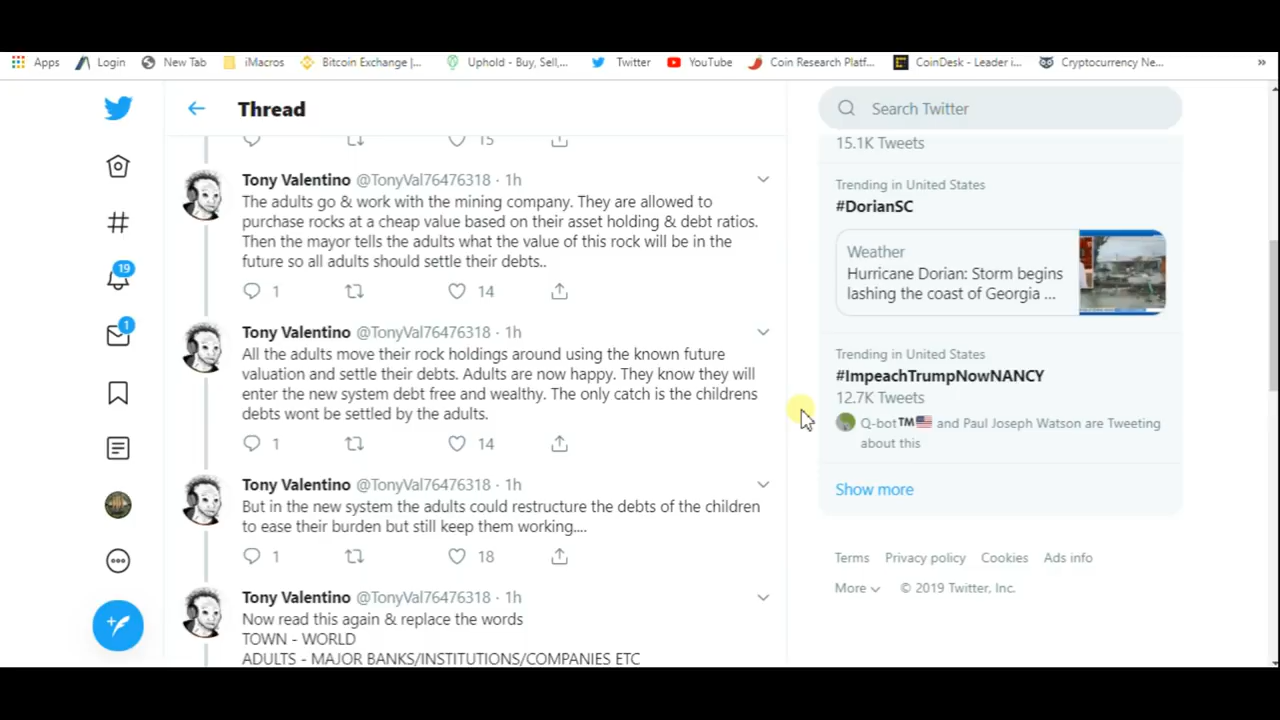 Apps Login New Tab iMacros Bitcoin Exchange |... Uphold - Buy, Sell,... Twitter YouTube Coin Research Platf... CoinDesk - Leader i... Cryptocurrency Ne... »
Thread
15
Tony Valentino @TonyVal76476318 · 1h
The adults go & work with the mining company. They are allowed to
purchase rocks at a cheap value based on their asset holding & debt ratios.
Then the mayor tells the adults what the value of this rock will be in the
future so all adults should settle their debts..
1 14
Tony Valentino @TonyVal76476318 · 1h
All the adults move their rock holdings around using the known future
valuation and settle their debts. Adults are now happy. They know they will
enter the new system debt free and wealthy. The only catch is the childrens
debts wont be settled by the adults.
1 14
Tony Valentino @TonyVal76476318 · 1h
But in the new system the adults could restructure the debts of the children
to ease their burden but still keep them working....
1 18
Tony Valentino @TonyVal76476318 · 1h
Now read this again & replace the words
TOWN - WORLD
ADULTS - MAJOR BANKS/INSTITUTIONS/COMPANIES ETC
19
1
Search Twitter
15.1K Tweets
Trending in United States
#DorianSC
Weather
Hurricane Dorian: Storm begins
lashing the coast of Georgia ...
Trending in United States
#ImpeachTrumpNowNANCY
12.7K Tweets
Q-bot™🇺🇸 and Paul Joseph Watson are Tweeting
about this
Show more
Terms Privacy policy Cookies Ads info
More © 2019 Twitter, Inc.